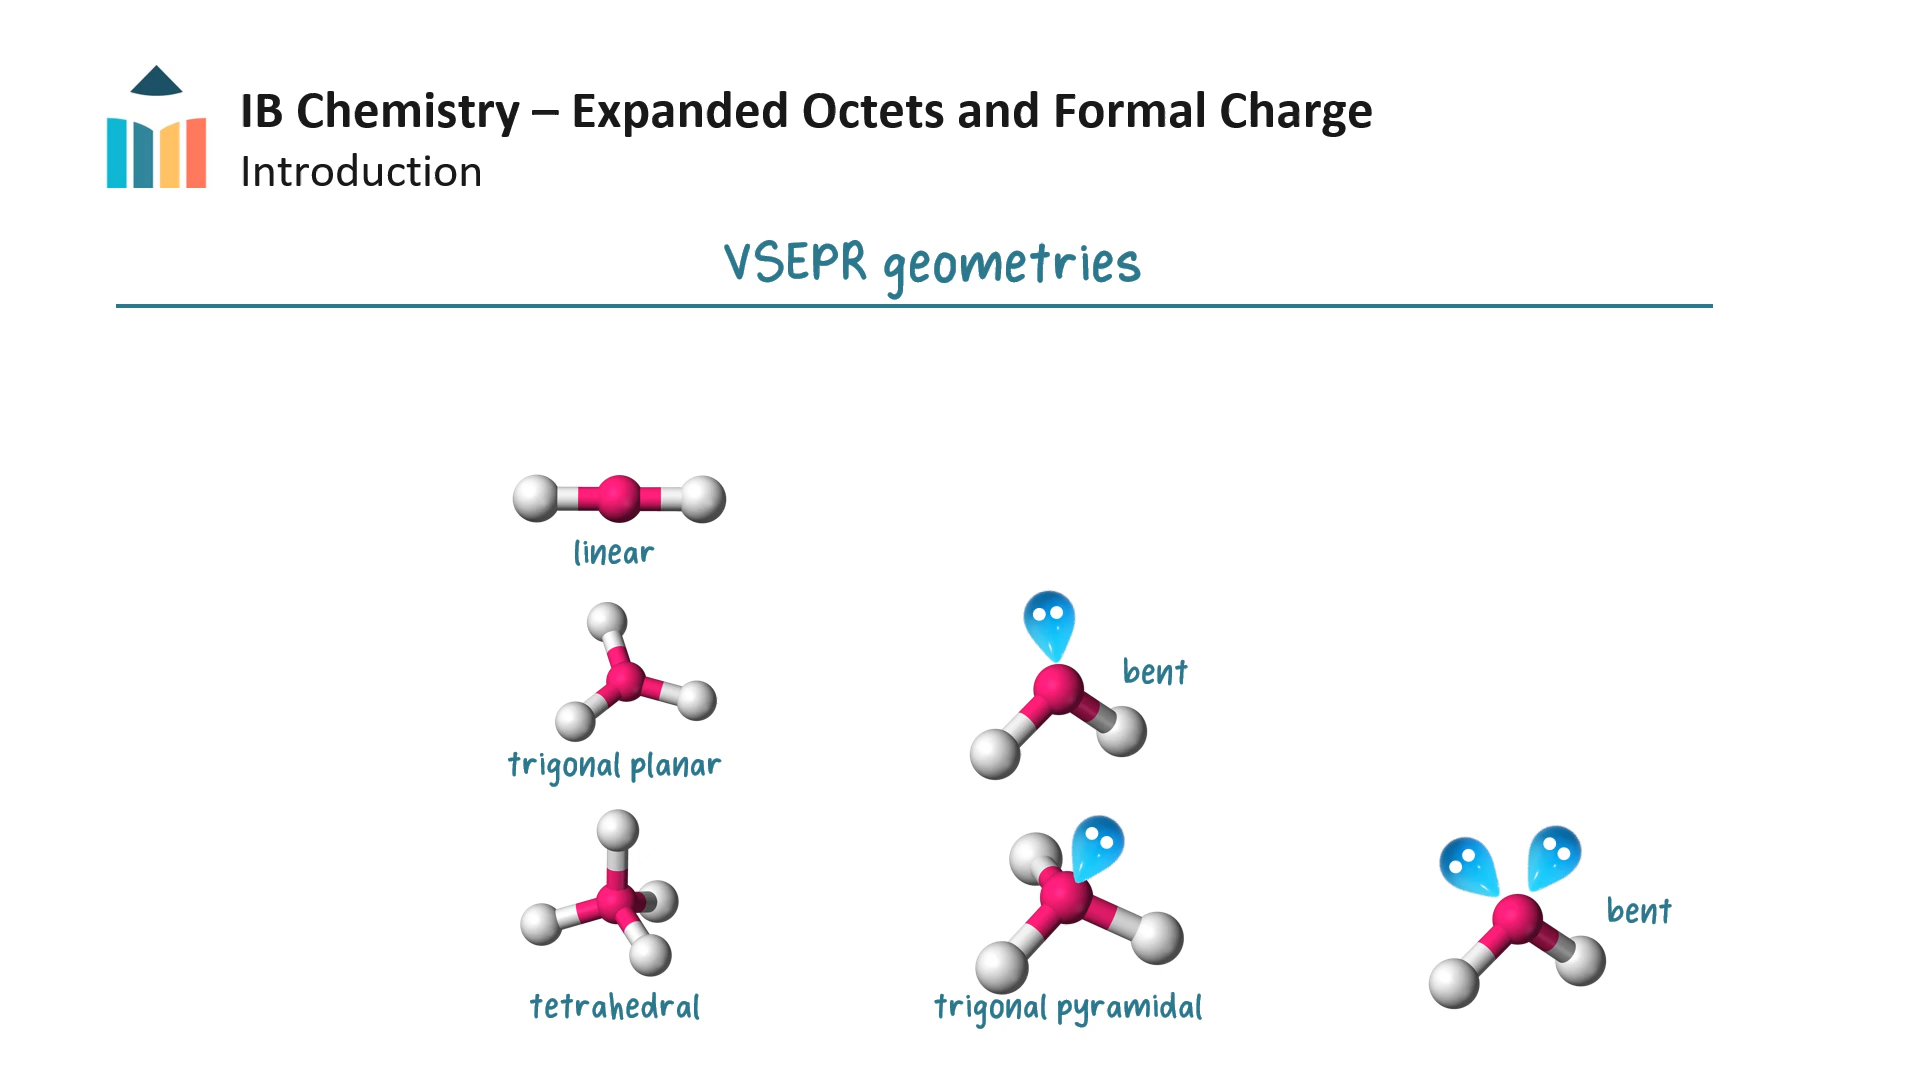 IB Chemistry – Expanded Octets and Formal Charge
Introduction
VSEPR geometries
linear
bent
trigonal planar
bent
tetrahedral
trigonal pyramidal